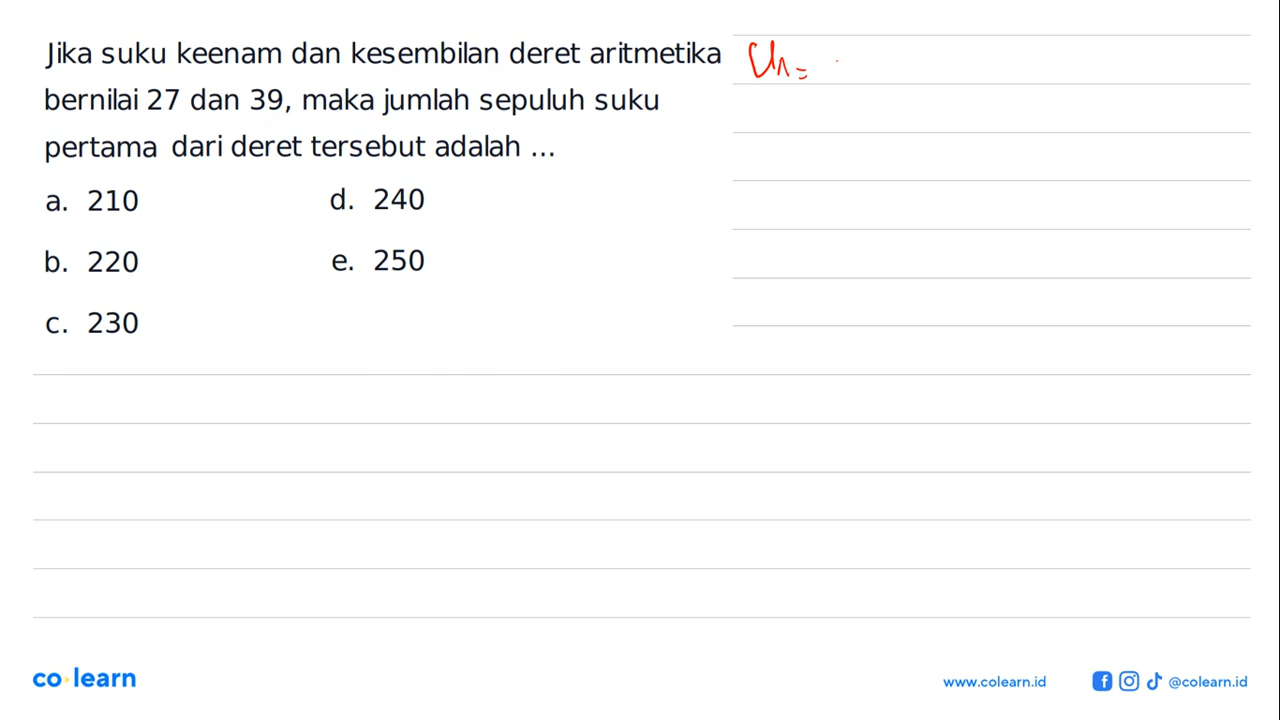 Jika suku keenam dan kesembilan deret aritmetika
bernilai 27 dan 39, maka jumlah sepuluh suku
pertama dari deret tersebut adalah ...
a. 210
d. 240
b. 220
e. 250
c. 230
Un=
co learn
www.colearn.id
@colearn.id